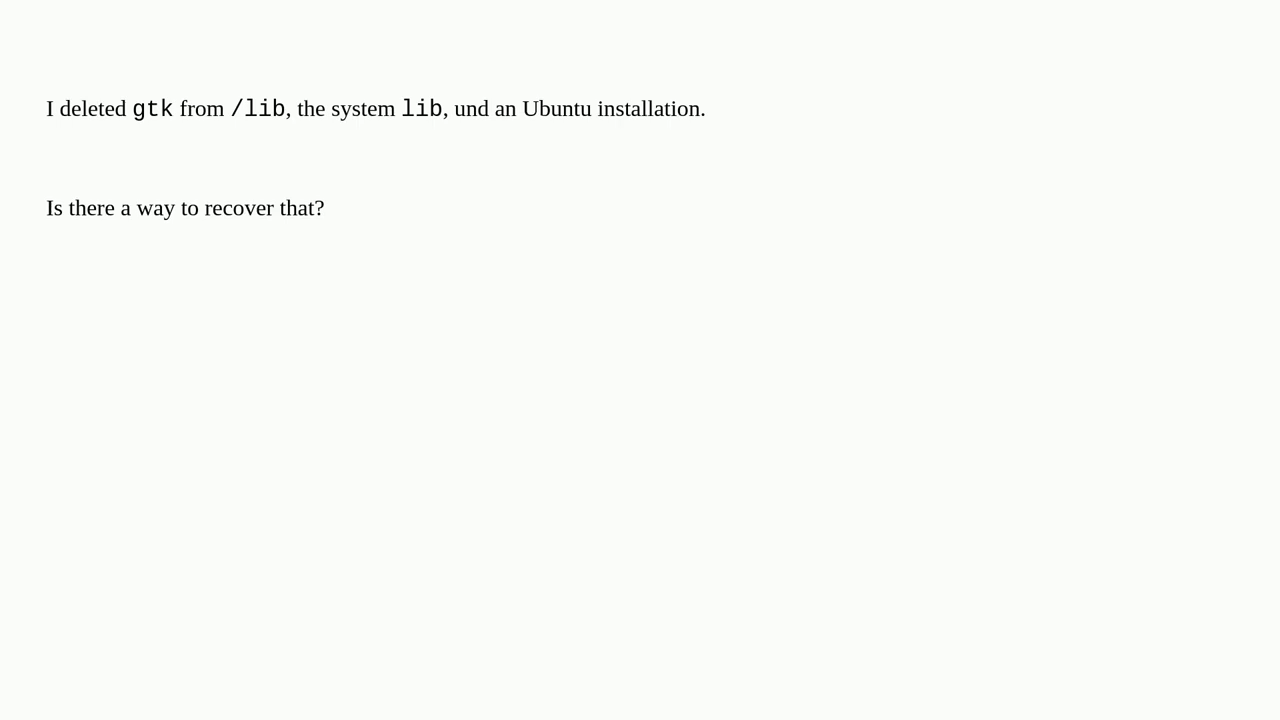 I deleted gtk from /lib, the system lib, und an Ubuntu installation.
Is there a way to recover that?